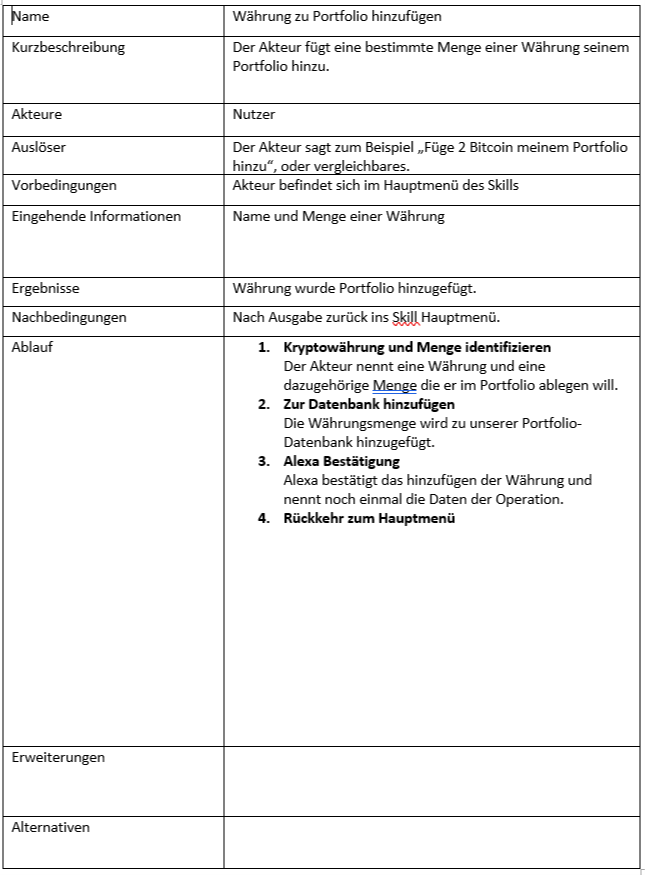 Name
Währung zu Portfolio hinzufügen
Kurzbeschreibung
Der Akteur fügt eine bestimmte Menge einer Währung seinem
Portfolio hinzu.
Akteure
Nutzer
Auslöser
Der Akteur sagt zum Beispiel „Füge 2 Bitcoin meinem Portfolio
hinzu“, oder vergleichbares.
Vorbedingungen
Akteur befindet sich im Hauptmenü des Skills
Eingehende Informationen
Name und Menge einer Währung
Ergebnisse
Währung wurde Portfolio hinzugefügt.
Nachbedingungen
Nach Ausgabe zurück ins Skill Hauptmenü.
Ablauf
1. Kryptowährung und Menge identifizieren
Der Akteur nennt eine Währung und eine
dazugehörige Menge die er im Portfolio ablegen will.
2. Zur Datenbank hinzufügen
Die Währungsmenge wird zu unserer Portfolio-
Datenbank hinzugefügt.
3. Alexa Bestätigung
Alexa bestätigt das hinzufügen der Währung und
nennt noch einmal die Daten der Operation.
4. Rückkehr zum Hauptmenü
Erweiterungen
Alternativen